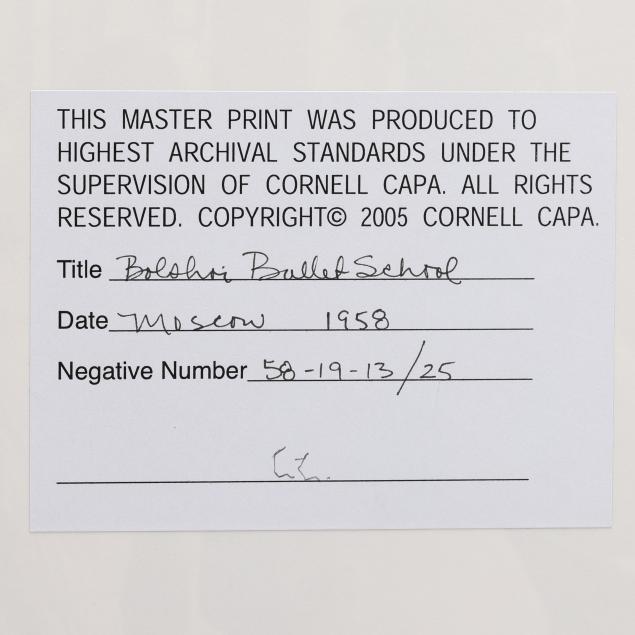 THIS MASTER PRINT WAS PRODUCED TO
HIGHEST ARCHIVAL STANDARDS UNDER THE
SUPERVISION OF CORNELL CAPA. ALL RIGHTS
RESERVED. COPYRIGHT© 2005 CORNELL CAPA.
Title Bolshoi Ballet School
Date Moscow 1958
Negative Number 58-19-13/25